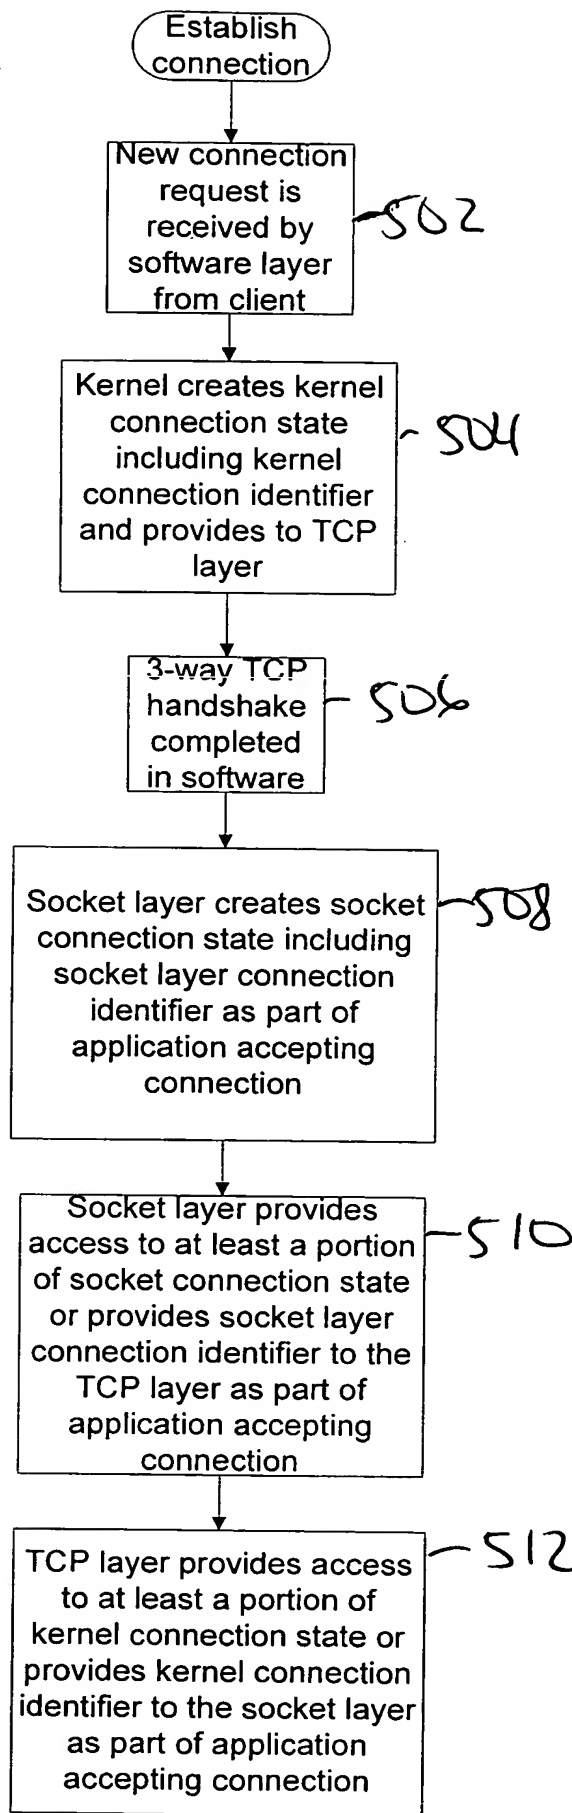 Establish
connection
New connection
request is
received by
software layer
from client
502
Kernel creates kernel
connection state
including kernel
connection identifier
and provides to TCP
layer
504
3-way TCP
handshake
completed
in software
506
Socket layer creates socket
connection state including
socket layer connection
identifier as part of
application accepting
connection
508
Socket layer provides
access to at least a portion
of socket connection state
or provides socket layer
connection identifier to the
TCP layer as part of
application accepting
connection
510
TCP layer provides access
to at least a portion of
kernel connection state or
provides kernel connection
identifier to the socket layer
as part of application
accepting connection
512